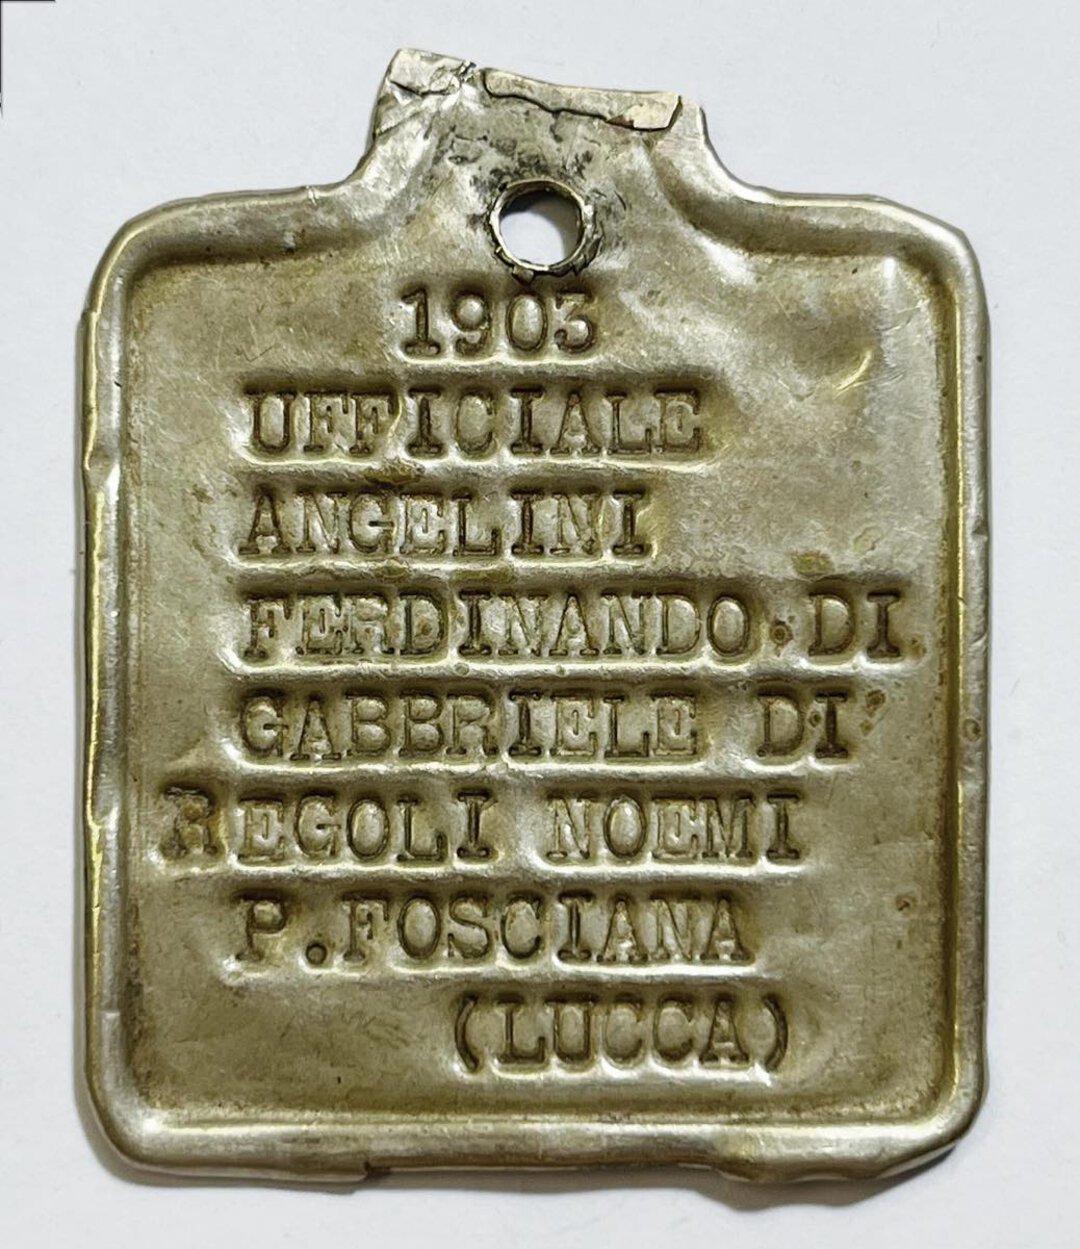 1903
UFFICIALE
ANGELINI
FERDINANDO DI
GABBRIELE DI
REGOLI NOEMI
P.FOSCIANA
(LUCCA)